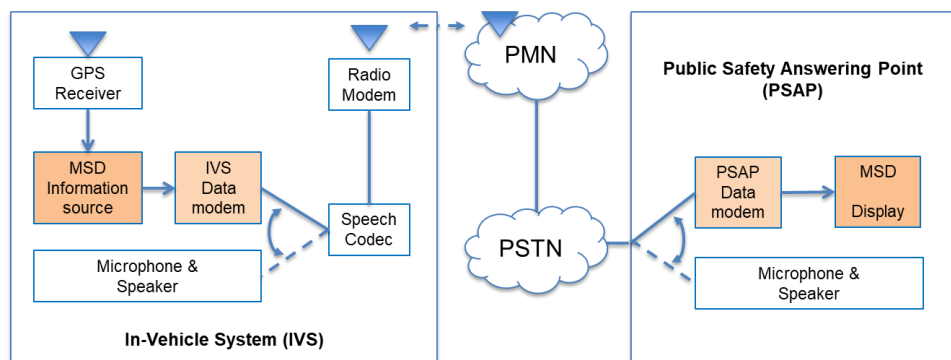 GPS
Receiver
Radio
Modem
PMN
Public Safety Answering Point
(PSAP)
MSD
Information
source
IVS
Data
modem
Speech
Codec
PSTN
PSAP
Data
modem
MSD
Display
Microphone &
Speaker
Microphone &
Speaker
In-Vehicle System (IVS)